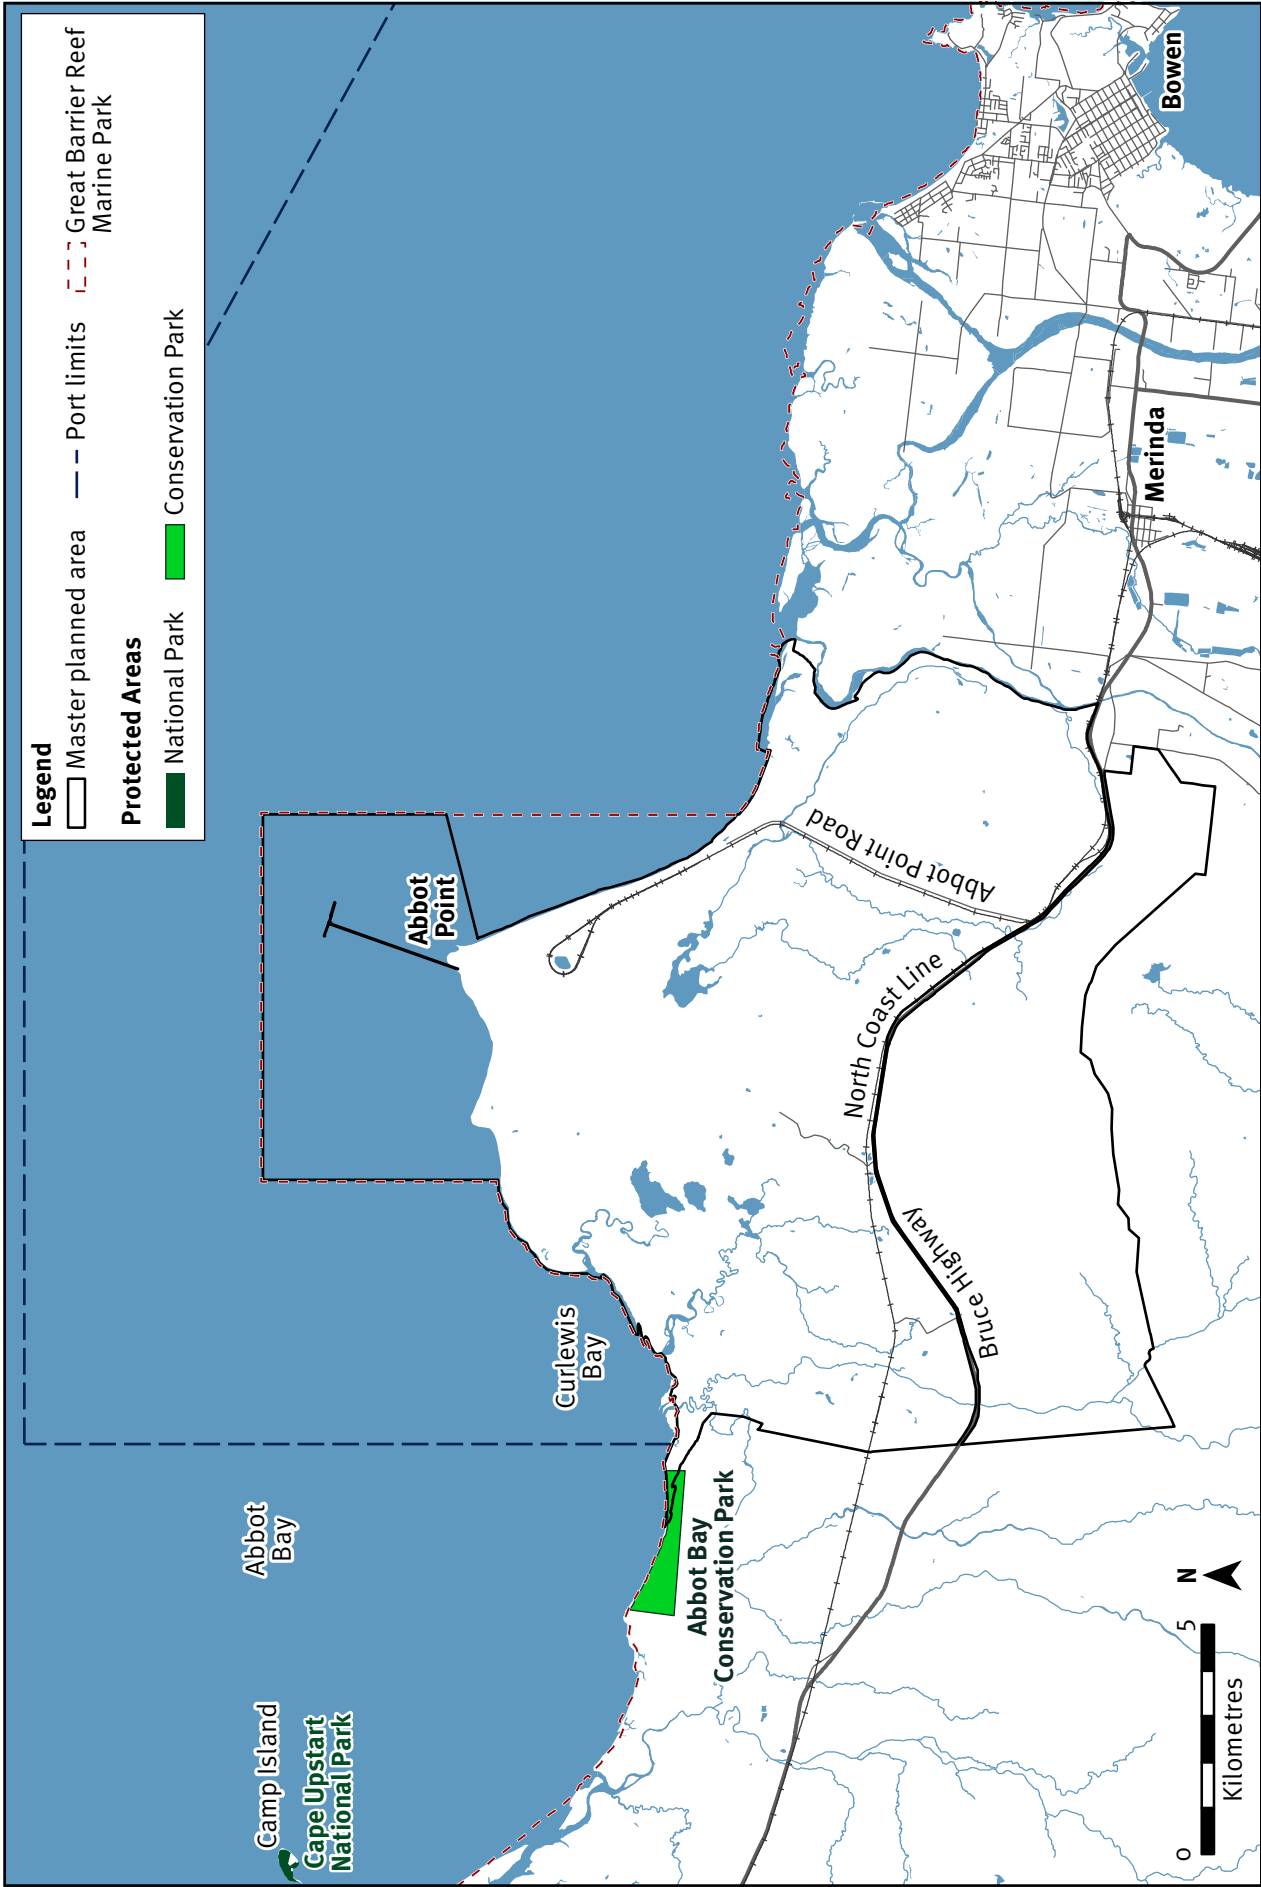 Legend
Master planned area
Port limits
Great Barrier Reef
Marine Park
Protected Areas
National Park
Conservation Park
Camp Island
Cape Upstart
National Park
Abbot
Bay
Curlewis
Bay
Abbot
Point
Abbot Bay
Conservation Park
North Coast Line
Bruce Highway
Abbot Point Road
Merinda
Bowen
0
5
Kilometres
N